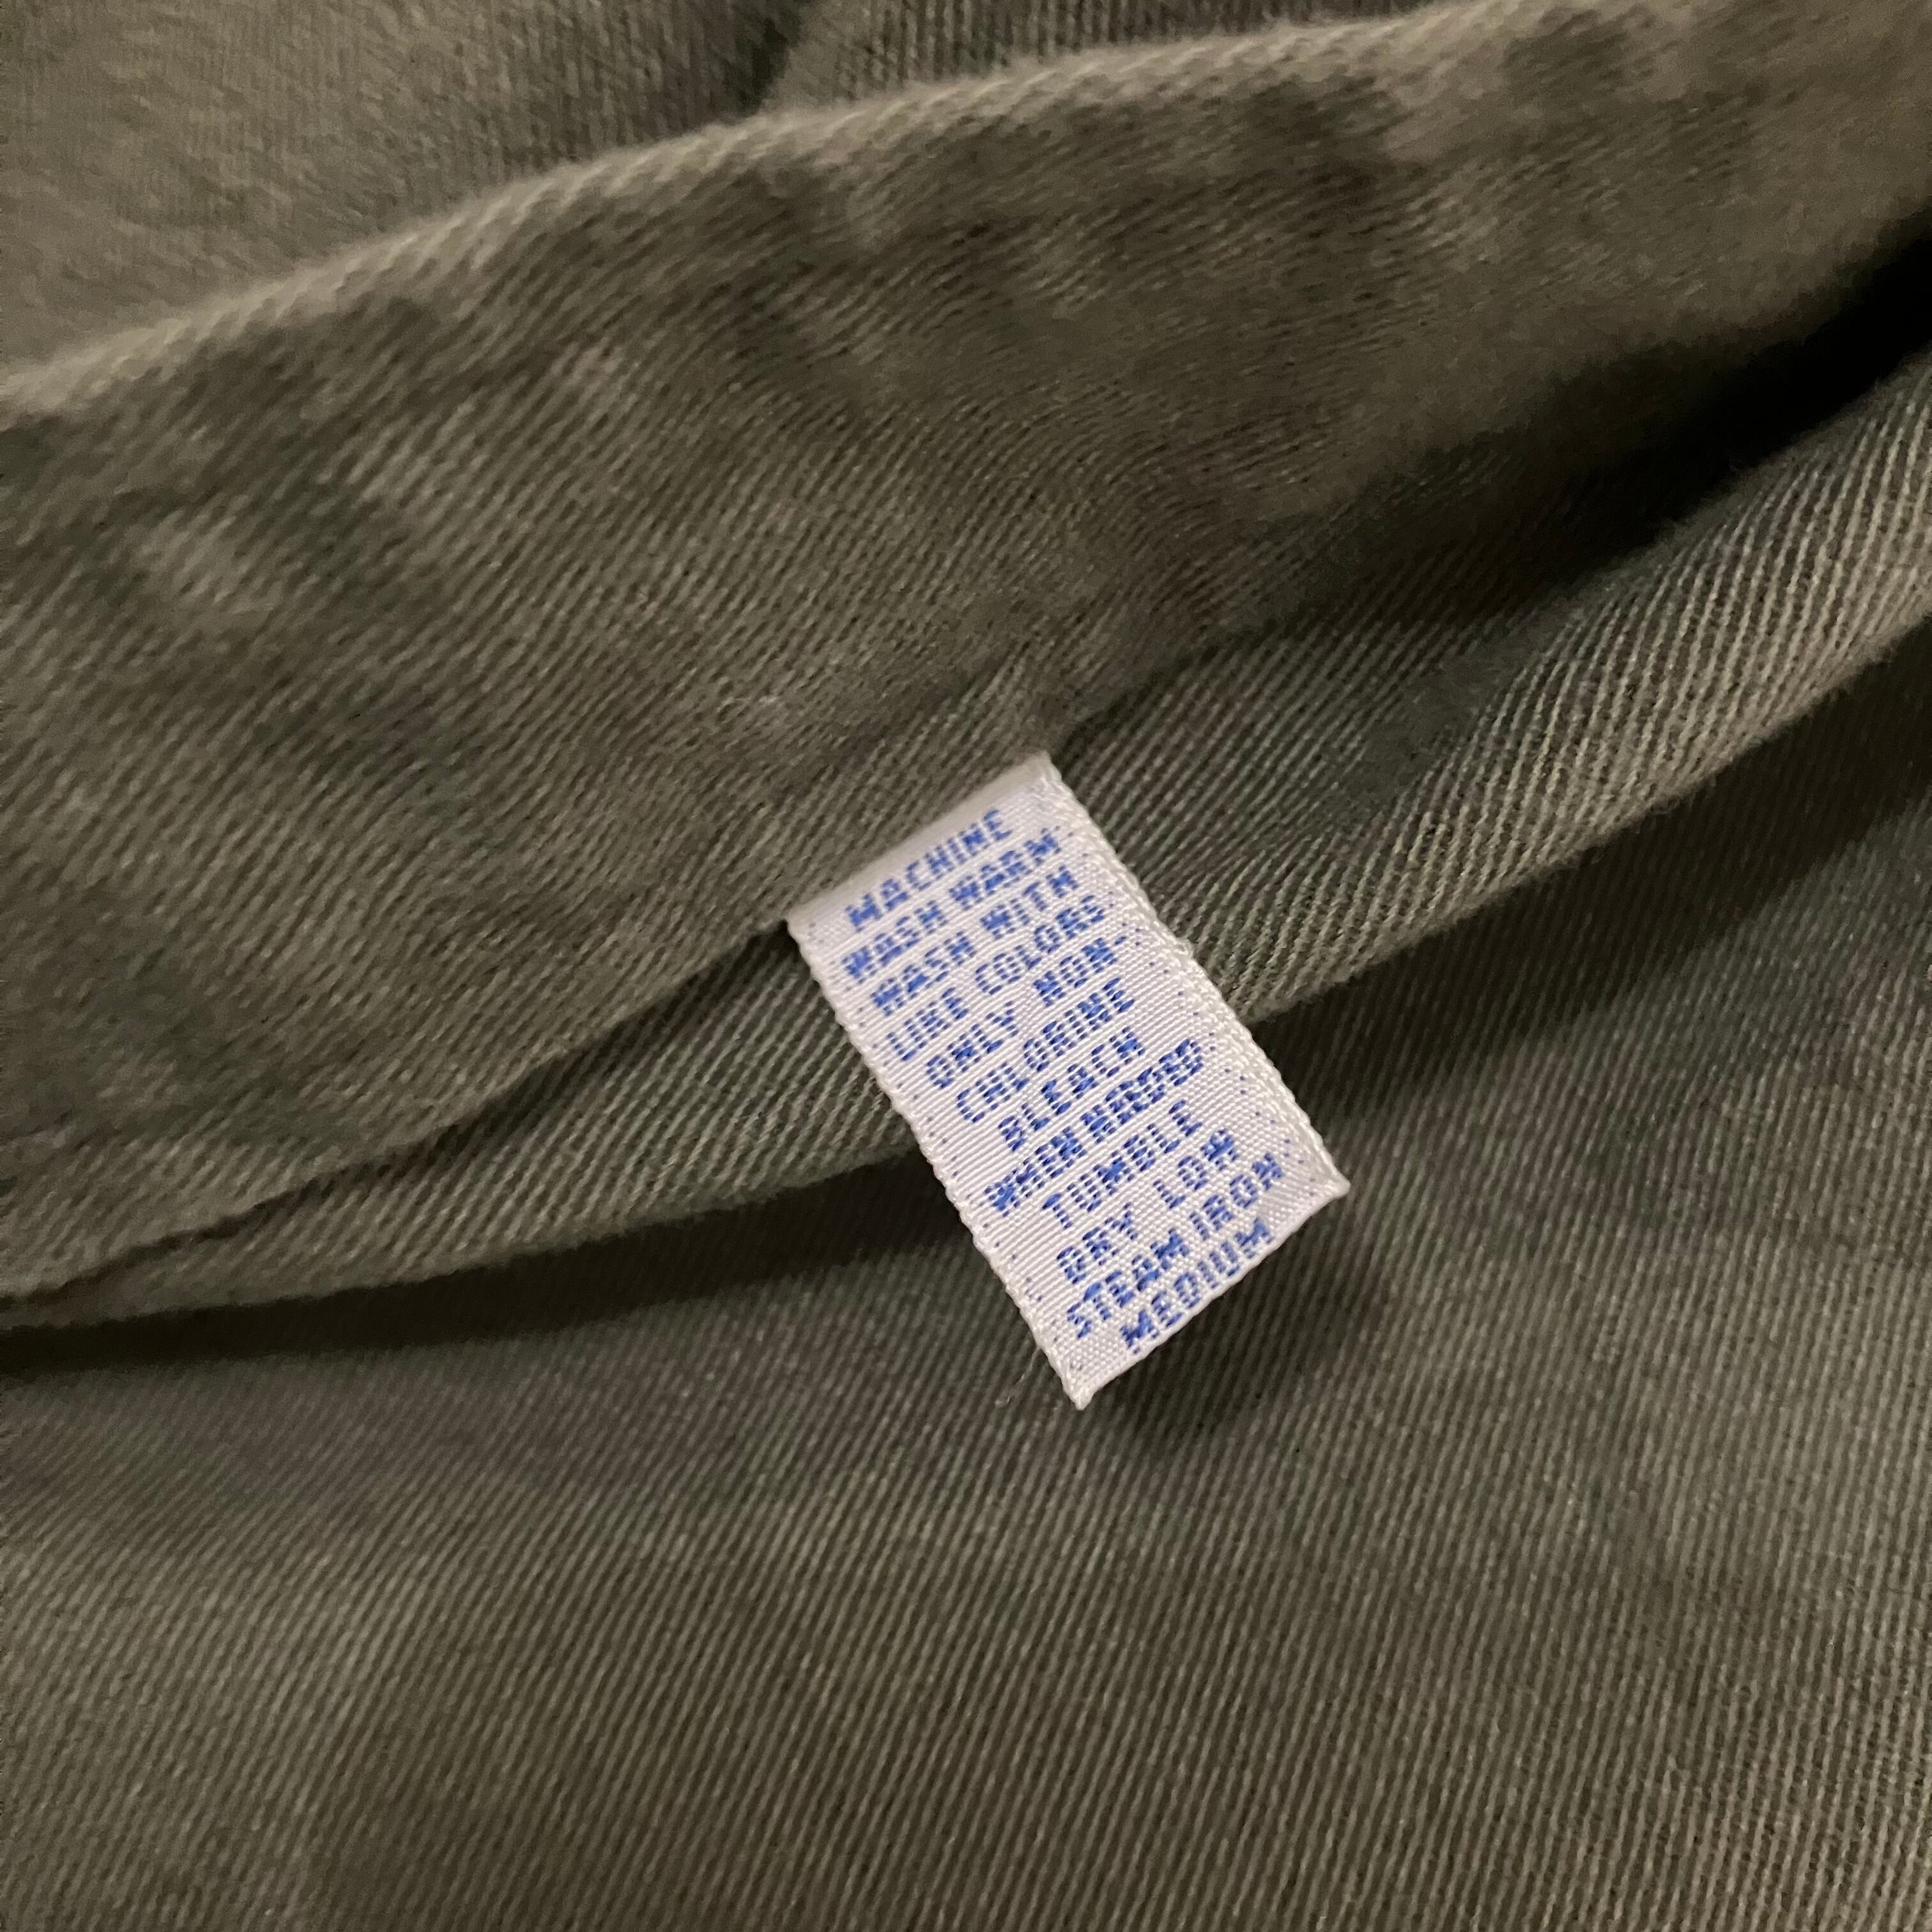 MACHINE
WASH WARM
WASH WITH
LIKE COLORS
ONLY NON-
CHLORINE
BLEACH
WHEN NEEDED
TUMBLE
DRY LOW
STEAM IRON
MEDIUM